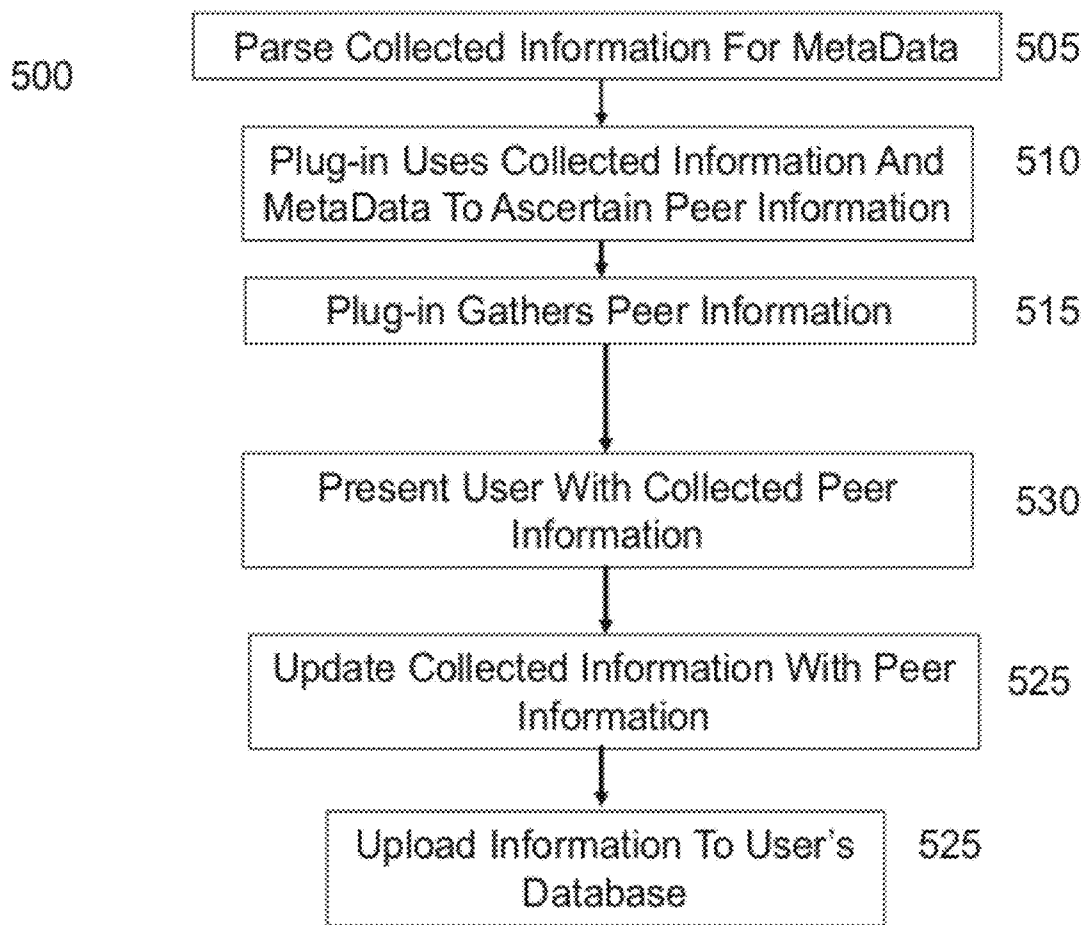 500
Parse Collected Information For MetaData 505
Plug-in Uses Collected Information And
MetaData To Ascertain Peer Information
510
Plug-in Gathers Peer Information 515
Present User With Collected Peer
Information
530
Update Collected Information With Peer
Information
525
Upload Information To User's
Database
525